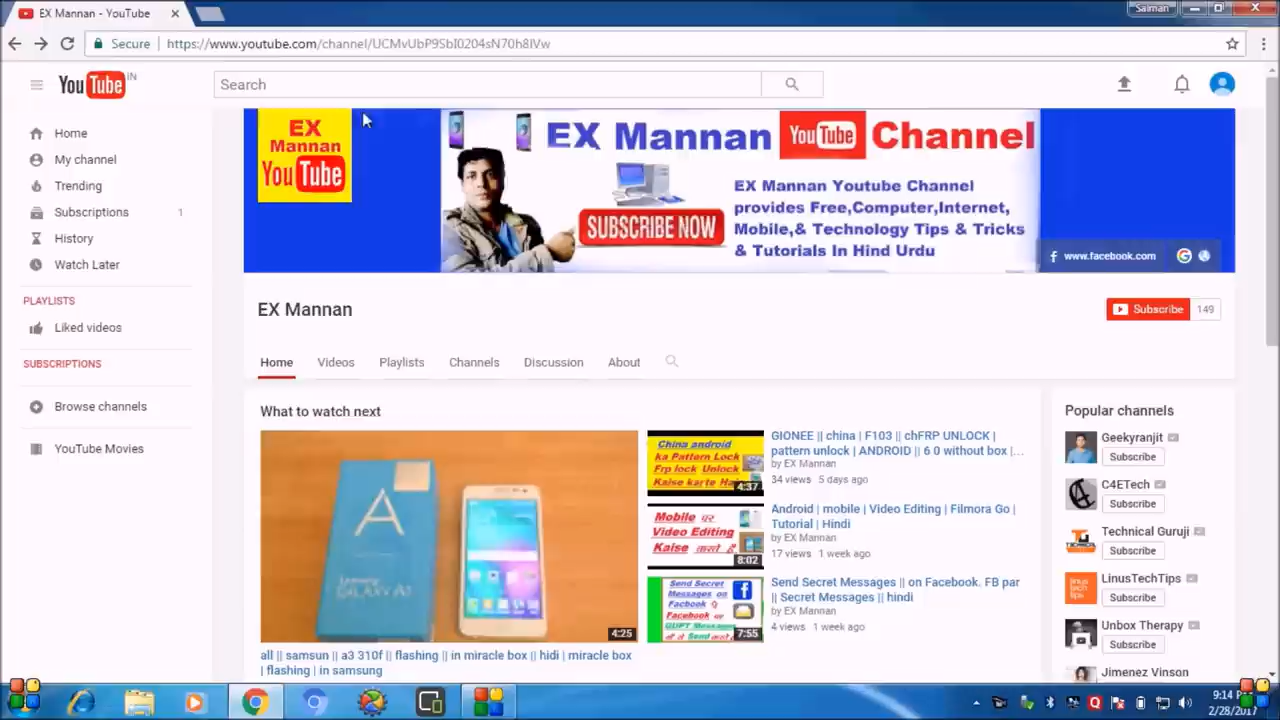 EX Mannan - YouTube
Salman
Secure
https://www.youtube.com/channel/UCMvUbP9SbI0204sN70h8IVw
YouTube IN
Search
Home
My channel
Trending
Subscriptions 1
History
Watch Later
PLAYLISTS
Liked videos
SUBSCRIPTIONS
Browse channels
YouTube Movies
EX
Mannan
YouTube
EX Mannan YouTube Channel
SUBSCRIBE NOW
EX Mannan Youtube Channel
provides Free,Computer,Internet,
Mobile,& Technology Tips & Tricks
& Tutorials In Hind Urdu
www.facebook.com
EX Mannan
Subscribe 149
Home Videos Playlists Channels Discussion About
What to watch next
A
4:25
all || samsun || a3 310f || flashing || in miracle box || hidi | miracle box
| flashing | in samsung
China android
ka Pattern Lock
Frp lock Unlock
Kaise karte Hai
4:37
GIONEE || china | F103 || chFRP UNLOCK |
pattern unlock | ANDROID || 6 0 without box |...
by EX Mannan
34 views 5 days ago
Mobile पर
Video Editing
Kaise करते है
8:02
Android | mobile | Video Editing | Filmora Go |
Tutorial | Hindi
by EX Mannan
17 views 1 week ago
Send Secret
Messages on
Facebook पर
7:55
Send Secret Messages || on Facebook. FB par
|| Secret Messages || hindi
by EX Mannan
4 views 1 week ago
Popular channels
Geekyranjit
Subscribe
C4ETech
Subscribe
Technical Guruji
Subscribe
LinusTechTips
Subscribe
Unbox Therapy
Subscribe
Jimenez Vinson
9:14 P
2/28/2017